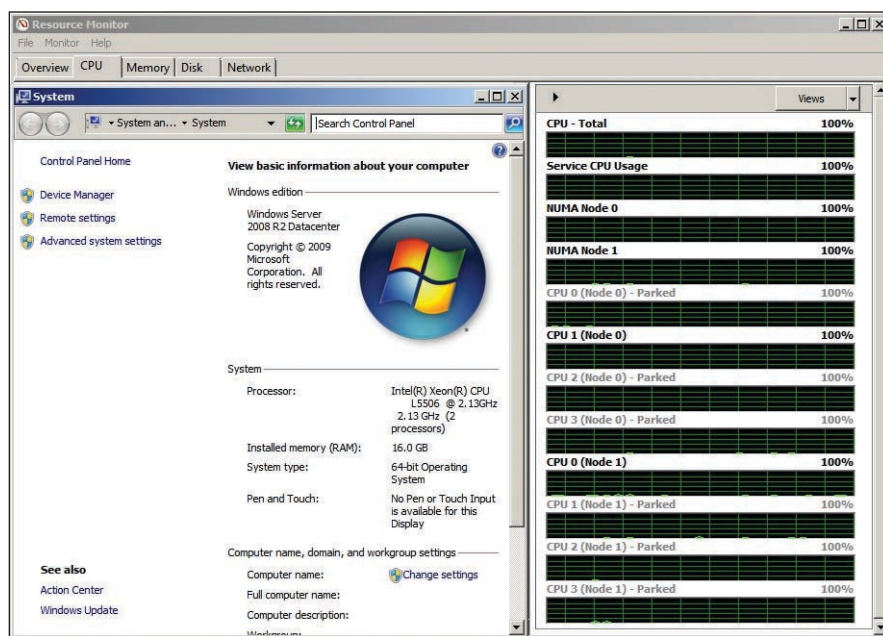 Resource Monitor
File Monitor Help
Overview CPU Memory Disk Network
System
System an... System
Search Control Panel
Control Panel Home
Device Manager
Remote settings
Advanced system settings
See also
Action Center
Windows Update
View basic information about your computer
Windows edition
Windows Server
2008 R2 Datacenter
Copyright © 2009
Microsoft
Corporation. All
rights reserved.
System
Processor: Intel(R) Xeon(R) CPU
L5506 @ 2.13GHz
2.13 GHz (2
processors)
Installed memory (RAM): 16.0 GB
System type: 64-bit Operating
System
Pen and Touch: No Pen or Touch Input
is available for this
Display
Computer name, domain, and workgroup settings
Computer name: Change settings
Full computer name:
Computer description:
Workgroup:
Views
CPU - Total 100%
Service CPU Usage 100%
NUMA Node 0 100%
NUMA Node 1 100%
CPU 0 (Node 0) - Parked 100%
CPU 1 (Node 0) 100%
CPU 2 (Node 0) - Parked 100%
CPU 3 (Node 0) - Parked 100%
CPU 0 (Node 1) 100%
CPU 1 (Node 1) - Parked 100%
CPU 2 (Node 1) - Parked 100%
CPU 3 (Node 1) - Parked 100%